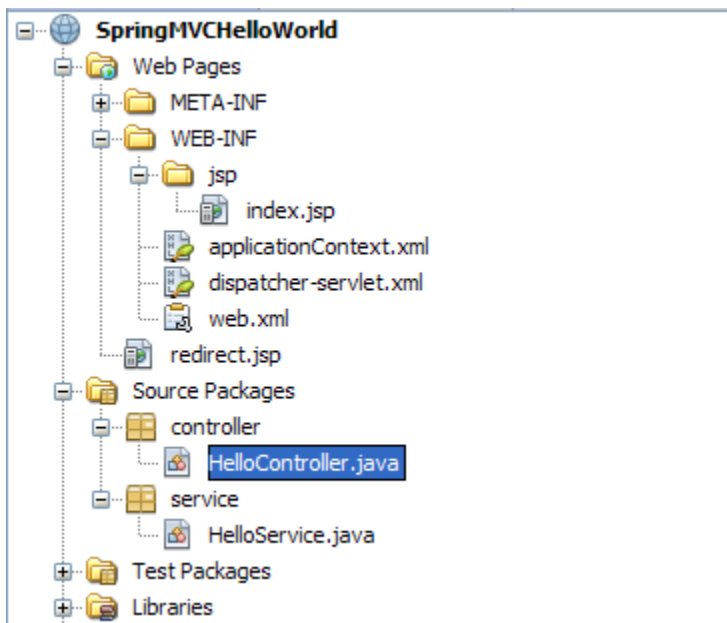 SpringMVCHelloWorld
Web Pages
META-INF
WEB-INF
jsp
index.jsp
applicationContext.xml
dispatcher-servlet.xml
web.xml
redirect.jsp
Source Packages
controller
HelloController.java
service
HelloService.java
Test Packages
Libraries